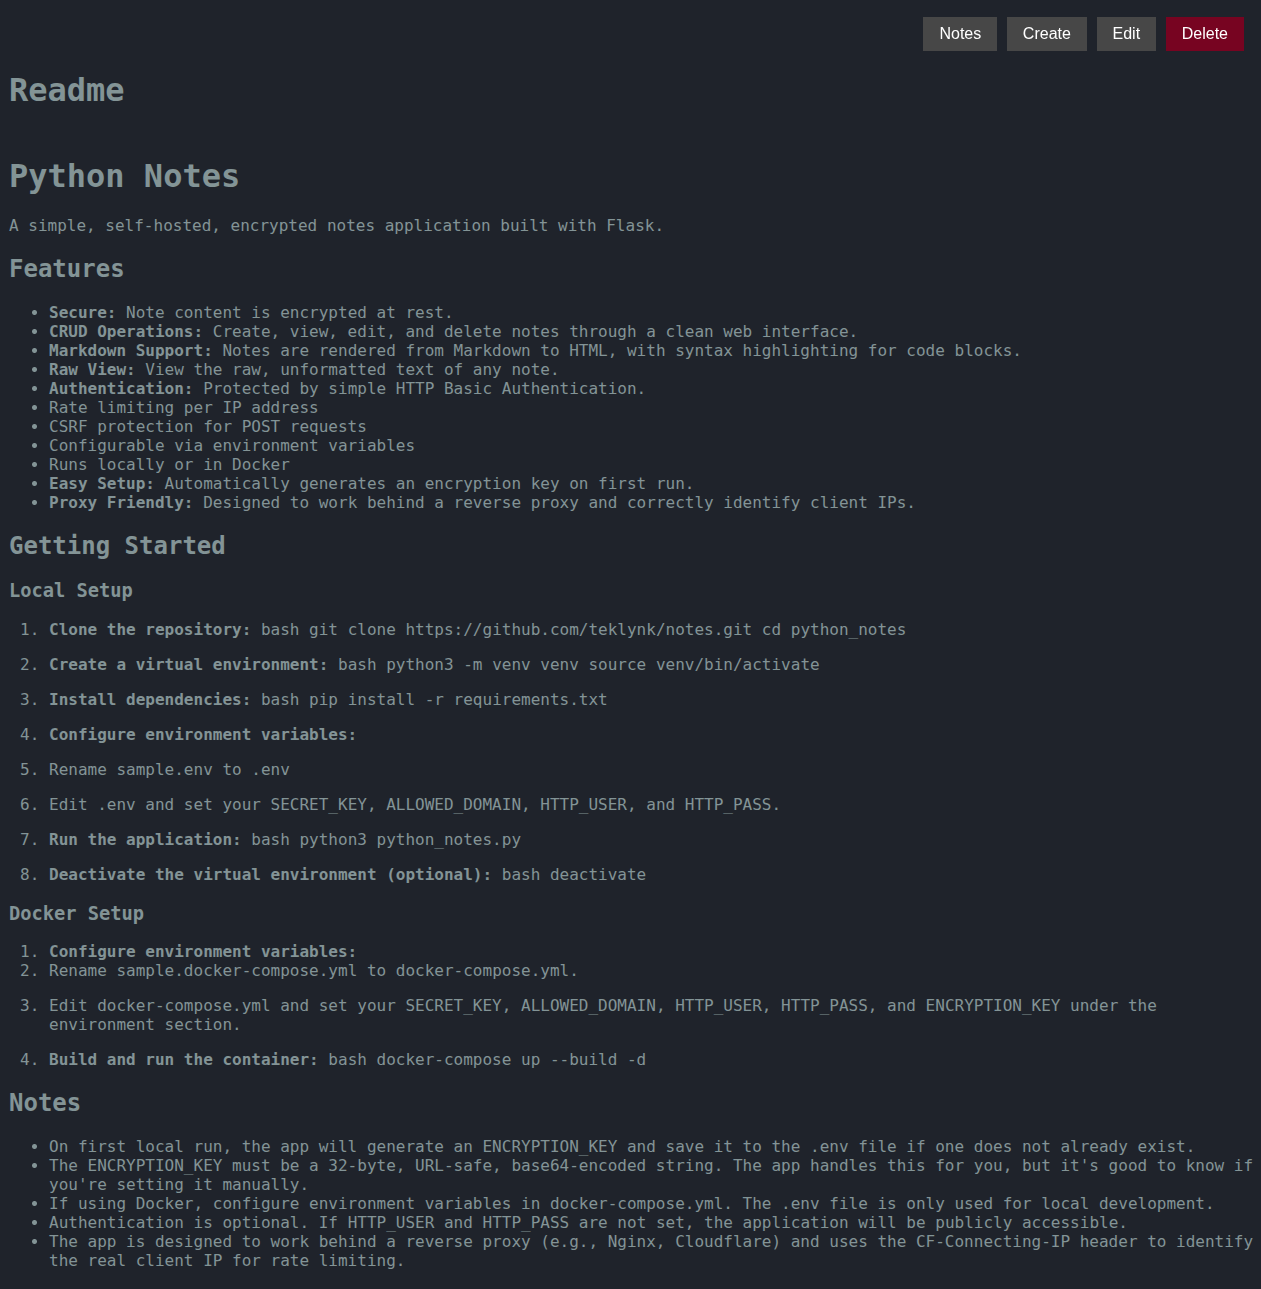 Notes Create Edit Delete
Readme
Python Notes
A simple, self-hosted, encrypted notes application built with Flask.
Features
• Secure: Note content is encrypted at rest.
• CRUD Operations: Create, view, edit, and delete notes through a clean web interface.
• Markdown Support: Notes are rendered from Markdown to HTML, with syntax highlighting for code blocks.
• Raw View: View the raw, unformatted text of any note.
• Authentication: Protected by simple HTTP Basic Authentication.
• Rate limiting per IP address
• CSRF protection for POST requests
• Configurable via environment variables
• Runs locally or in Docker
• Easy Setup: Automatically generates an encryption key on first run.
• Proxy Friendly: Designed to work behind a reverse proxy and correctly identify client IPs.
Getting Started
Local Setup
1. Clone the repository: bash git clone https://github.com/teklynk/notes.git cd python_notes
2. Create a virtual environment: bash python3 -m venv venv source venv/bin/activate
3. Install dependencies: bash pip install -r requirements.txt
4. Configure environment variables:
5. Rename sample.env to .env
6. Edit .env and set your SECRET_KEY, ALLOWED_DOMAIN, HTTP_USER, and HTTP_PASS.
7. Run the application: bash python3 python_notes.py
8. Deactivate the virtual environment (optional): bash deactivate
Docker Setup
1. Configure environment variables:
2. Rename sample.docker-compose.yml to docker-compose.yml.
3. Edit docker-compose.yml and set your SECRET_KEY, ALLOWED_DOMAIN, HTTP_USER, HTTP_PASS, and ENCRYPTION_KEY under the
environment section.
4. Build and run the container: bash docker-compose up --build -d
Notes
• On first local run, the app will generate an ENCRYPTION_KEY and save it to the .env file if one does not already exist.
• The ENCRYPTION_KEY must be a 32-byte, URL-safe, base64-encoded string. The app handles this for you, but it's good to know if
you're setting it manually.
• If using Docker, configure environment variables in docker-compose.yml. The .env file is only used for local development.
• Authentication is optional. If HTTP_USER and HTTP_PASS are not set, the application will be publicly accessible.
• The app is designed to work behind a reverse proxy (e.g., Nginx, Cloudflare) and uses the CF-Connecting-IP header to identify
the real client IP for rate limiting.